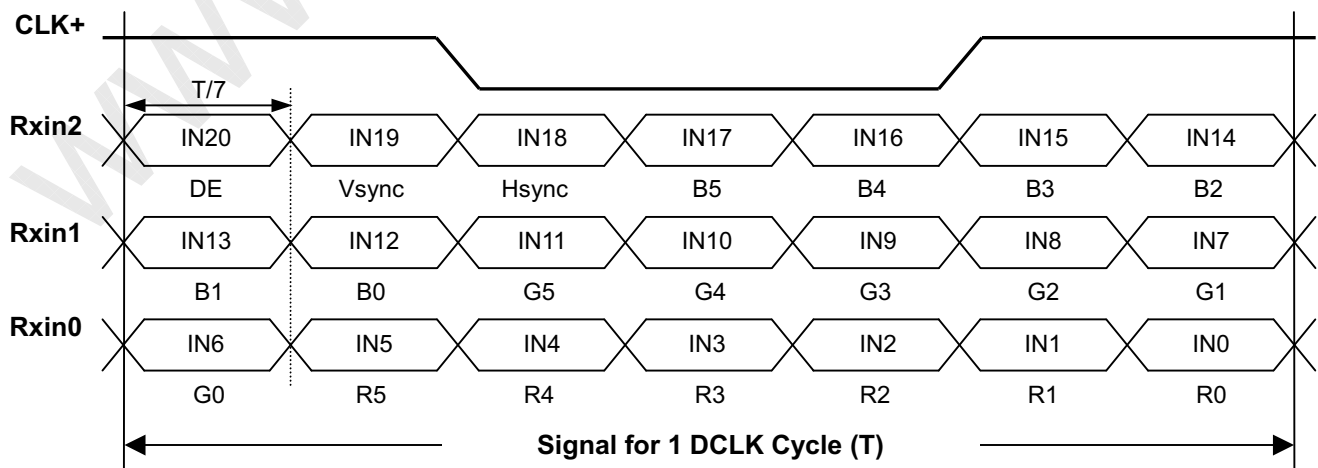 CLK+
T/7
Rxin2 IN20 IN19 IN18 IN17 IN16 IN15 IN14
DE Vsync Hsync B5 B4 B3 B2
Rxin1 IN13 IN12 IN11 IN10 IN9 IN8 IN7
B1 B0 G5 G4 G3 G2 G1
Rxin0 IN6 IN5 IN4 IN3 IN2 IN1 IN0
G0 R5 R4 R3 R2 R1 R0
Signal for 1 DCLK Cycle (T)